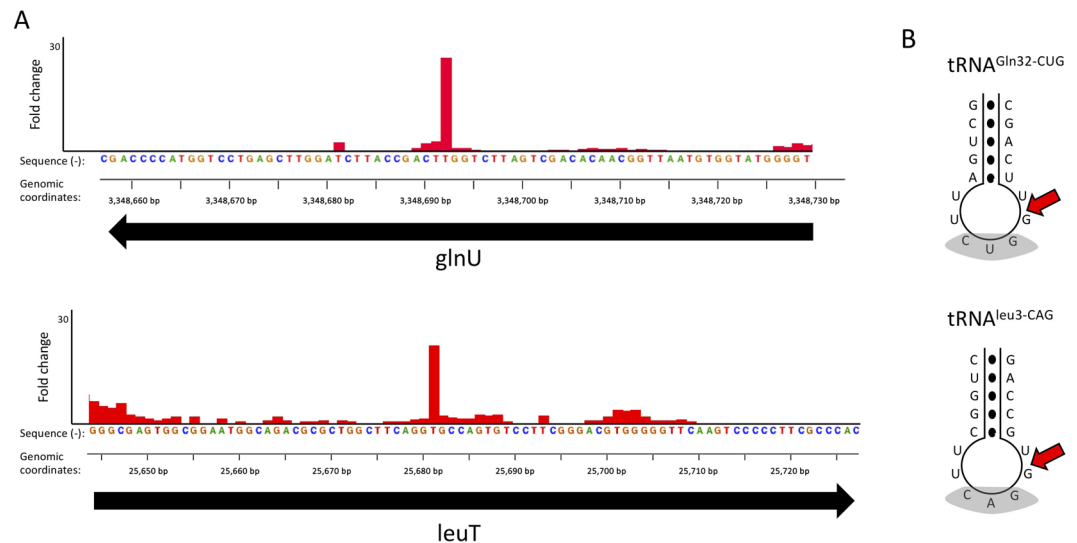 A
30
Fold change
Sequence (-): CGACCCCATGGTCCTGAGCTTGGATCTTACCGACTTGGTCTTAGTCGACACAACGGTTAATGTGGTATGGGGT
Genomic
coordinates:
3,348,660 bp 3,348,670 bp 3,348,680 bp 3,348,690 bp 3,348,700 bp 3,348,710 bp 3,348,720 bp 3,348,730 bp
glnU
30
Fold change
Sequence (-): GGGCGAGTGGCGGAATGGCAGACGCGCTGGCTTCAGGTGCCAGTGTCCTTCGGGACGTGGGGGTTCAAGTCCCCCTTCGCCCAC
Genomic
coordinates:
25,650 bp 25,660 bp 25,670 bp 25,680 bp 25,690 bp 25,700 bp 25,710 bp 25,720 bp
leuT
B
tRNAGln32-CUG
G C
C G
U A
G C
A U
U U
U G
C U G
tRNAleu3-CAG
C G
U A
G C
G C
C G
U U
U G
C A G